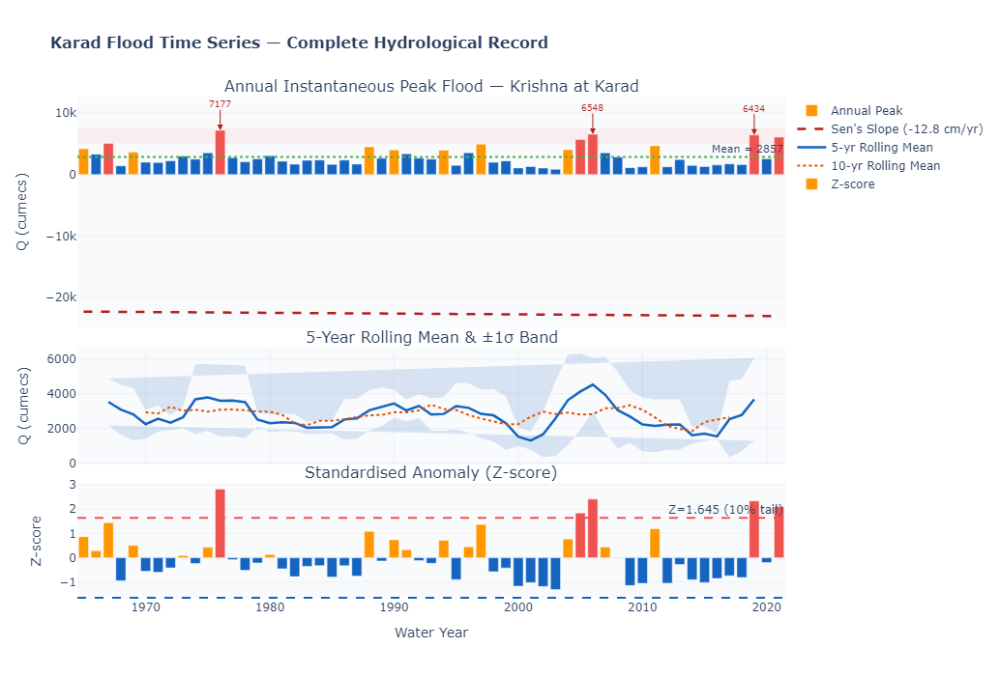 Karad Flood Time Series — Complete Hydrological Record
Annual Instantaneous Peak Flood — Krishna at Karad
7177
6548
6434
Mean = 2857
10k
0
−10k
−20k
Q (cumecs)
Annual Peak
Sen's Slope (-12.8 cm/yr)
5-yr Rolling Mean
10-yr Rolling Mean
Z-score
5-Year Rolling Mean & ±1σ Band
6000
4000
2000
0
Q (cumecs)
Standardised Anomaly (Z-score)
Z=1.645 (10% tail)
3
2
1
0
−1
Z-score
1970
1980
1990
2000
2010
2020
Water Year